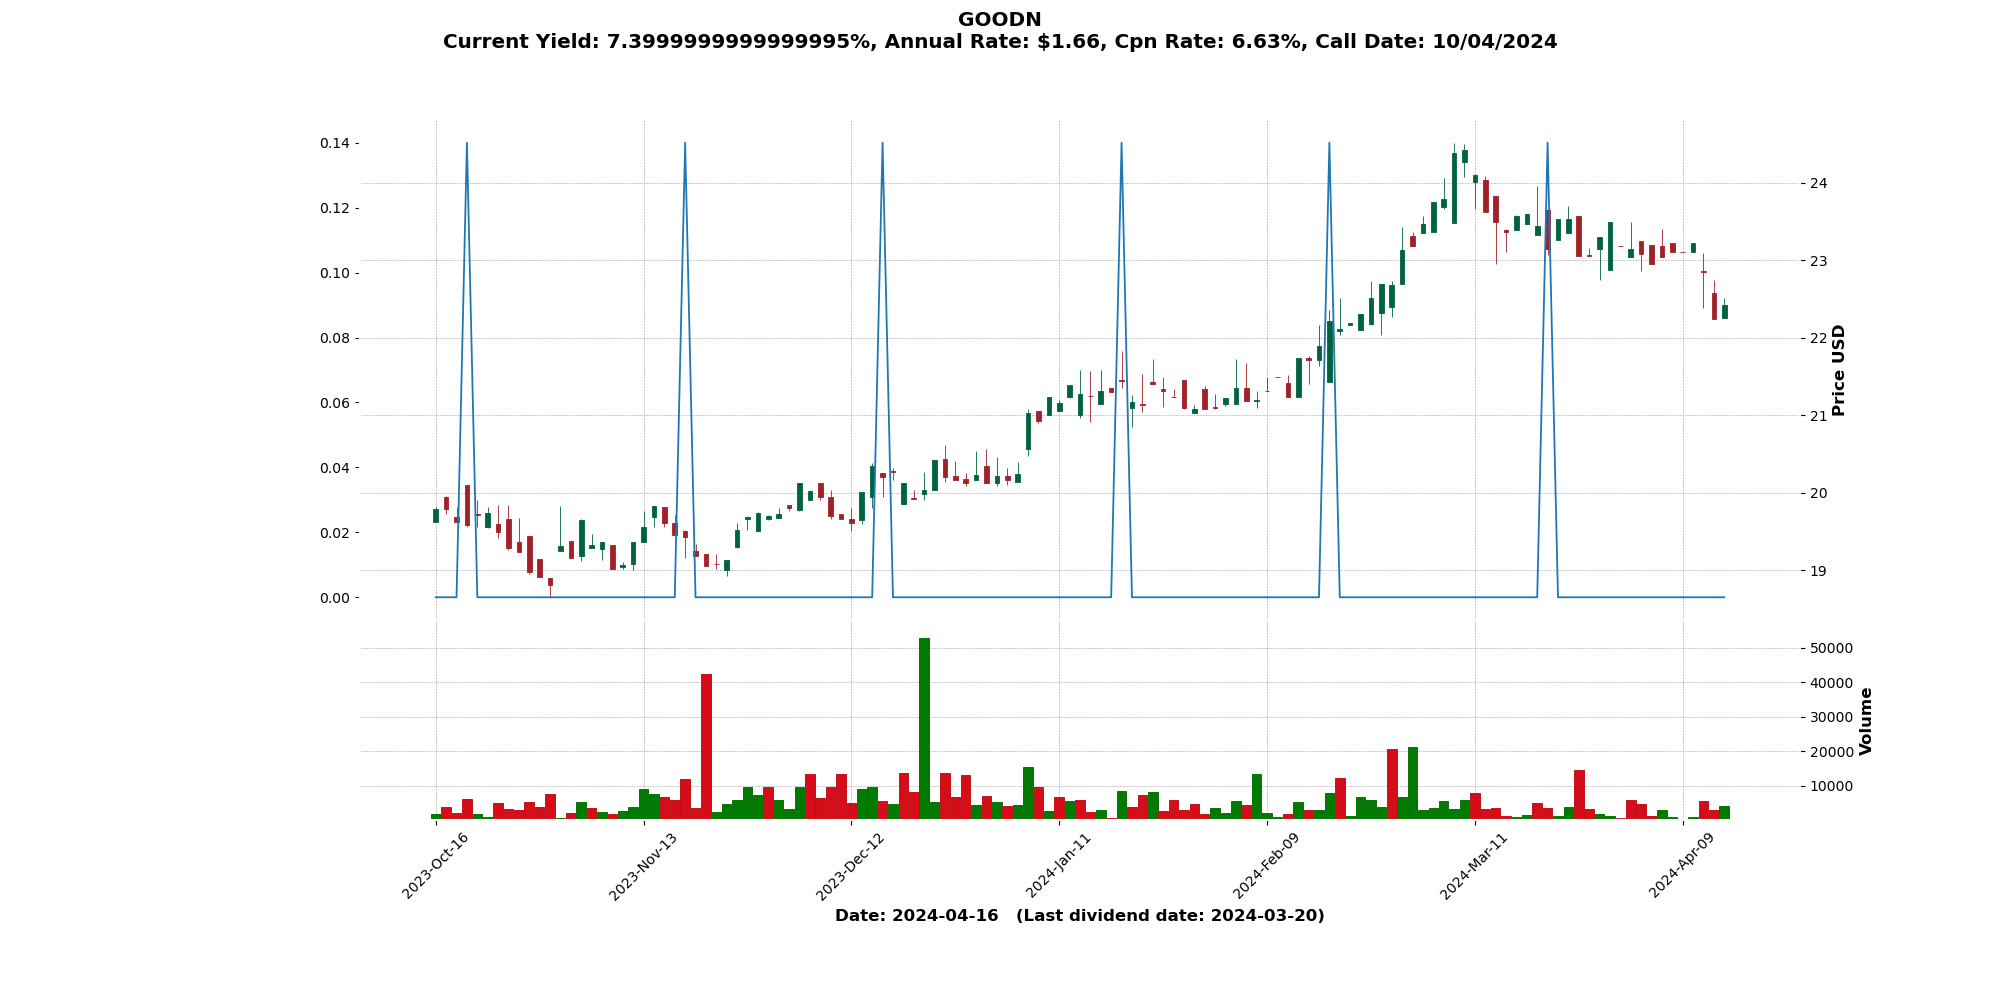 GOODN
Current Yield: 7.3999999999999995%, Annual Rate: $1.66, Cpn Rate: 6.63%, Call Date: 10/04/2024
0.14
0.12
0.10
0.08
0.06
0.04
0.02
0.00
24
23
22
21
20
19
Price USD
50000
40000
30000
20000
10000
Volume
2023-Oct-16
2023-Nov-13
2023-Dec-12
2024-Jan-11
2024-Feb-09
2024-Mar-11
2024-Apr-09
Date: 2024-04-16 (Last dividend date: 2024-03-20)